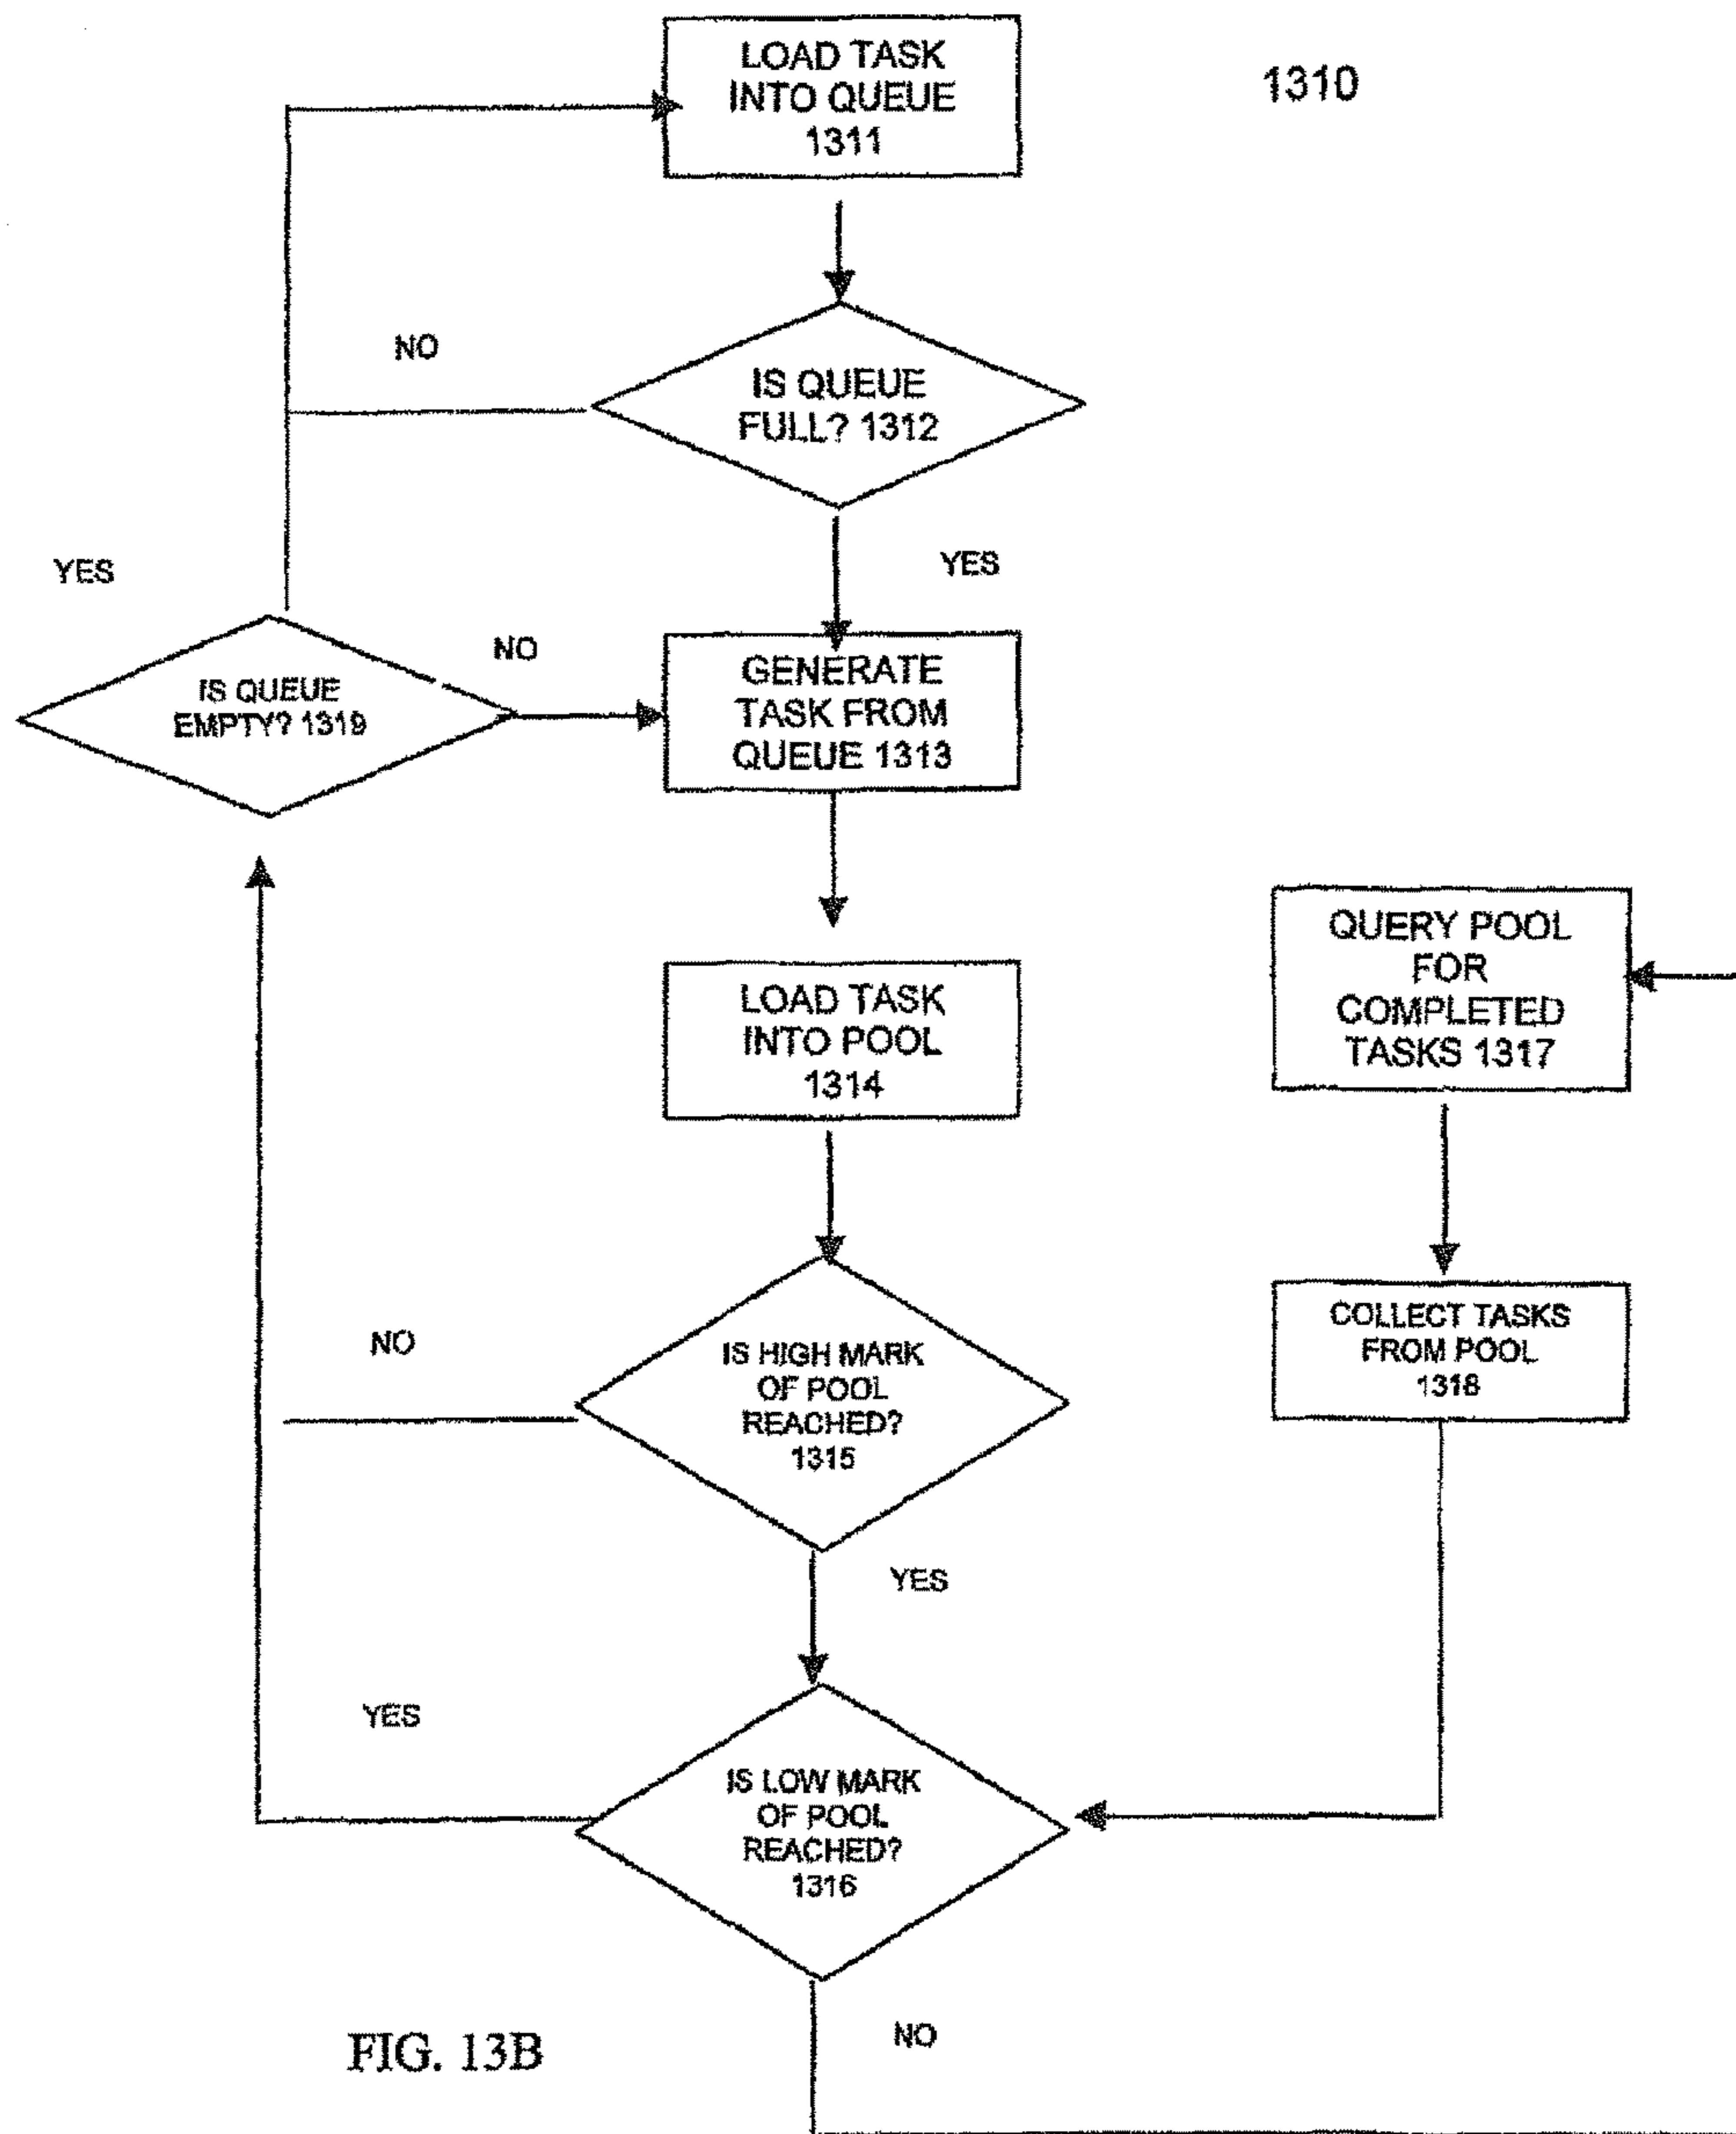 LOAD TASK
INTO QUEUE
1311
1310
NO
IS QUEUE
FULL? 1312
YES
YES
NO
IS QUEUE
EMPTY? 1319
GENERATE
TASK FROM
QUEUE 1313
LOAD TASK
INTO POOL
1314
QUERY POOL
FOR
COMPLETED
TASKS 1317
NO
IS HIGH MARK
OF POOL
REACHED?
1315
COLLECT TASKS
FROM POOL
1318
YES
YES
IS LOW MARK
OF POOL
REACHED?
1316
NO
FIG. 13B